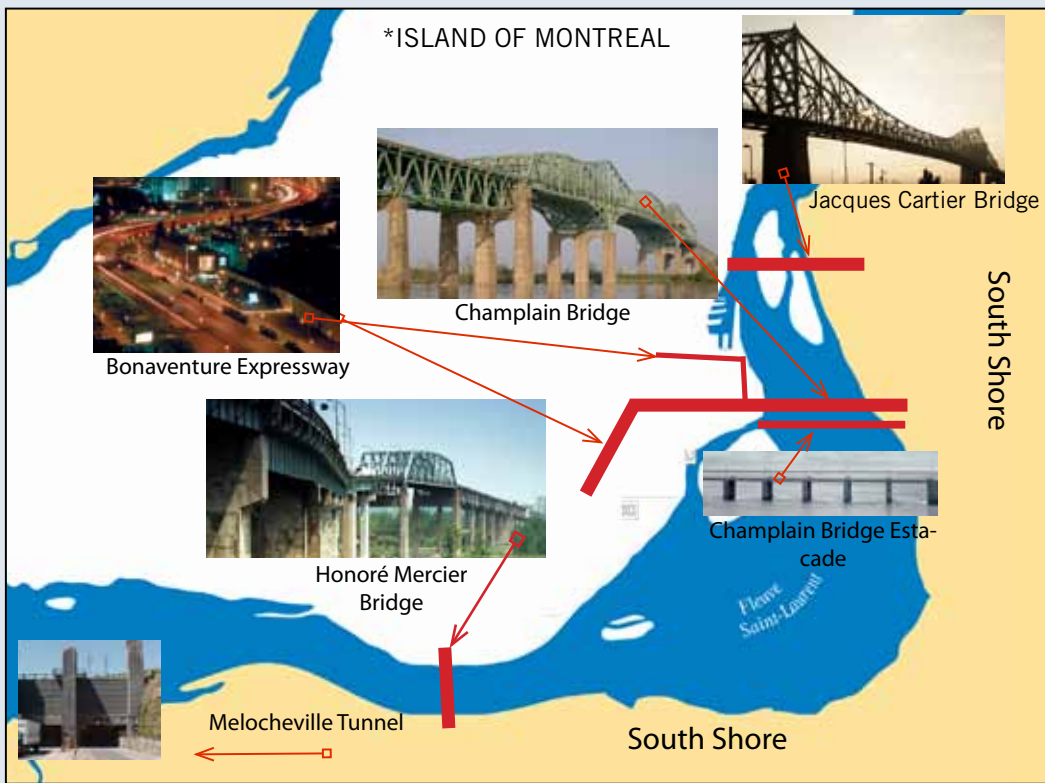 *ISLAND OF MONTREAL
Jacques Cartier Bridge
Champlain Bridge
South Shore
Bonaventure Expressway
Champlain Bridge Esta-
cade
Honoré Mercier
Bridge
Fleuve
Saint-Laurent
Melocheville Tunnel
South Shore